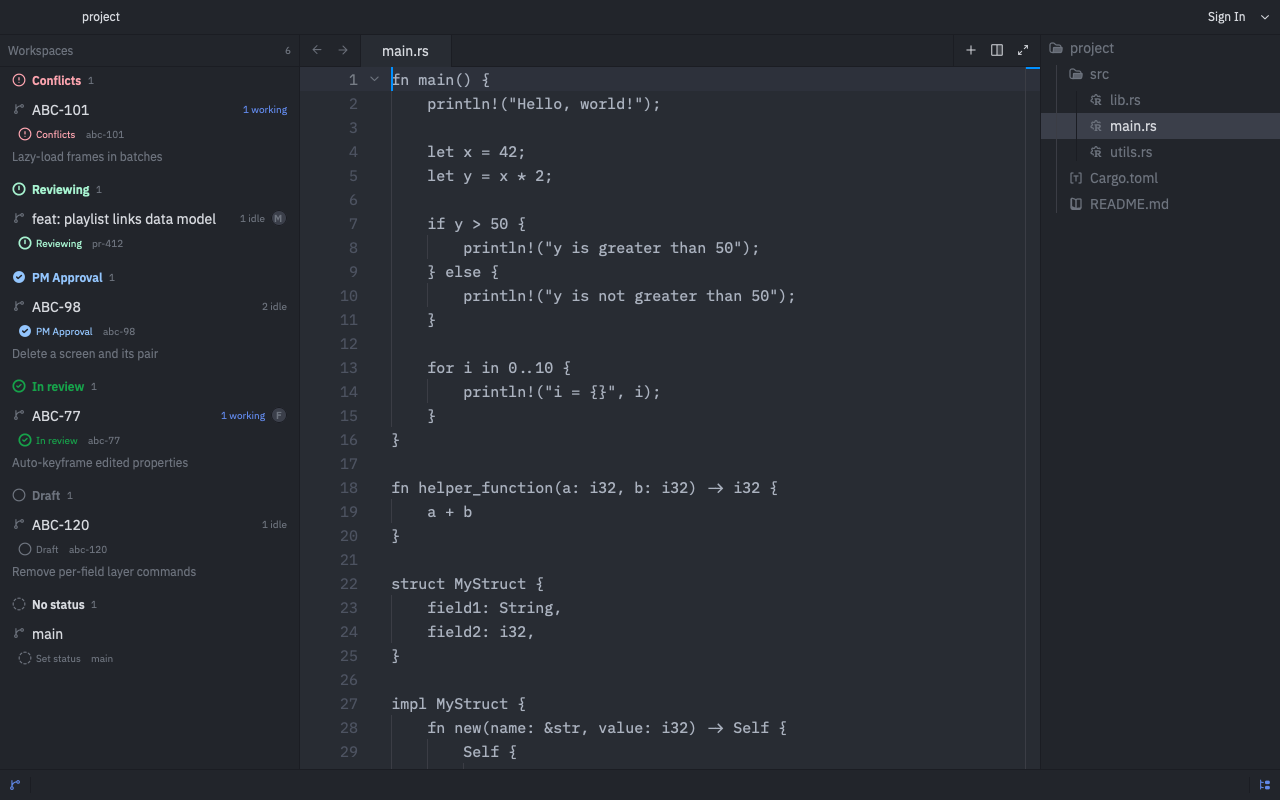 project
Sign In
Workspaces 6
Conflicts 1
ABC-101 1 working
Conflicts abc-101
Lazy-load frames in batches
Reviewing 1
feat: playlist links data model 1 idle M
Reviewing pr-412
PM Approval 1
ABC-98 2 idle
PM Approval abc-98
Delete a screen and its pair
In review 1
ABC-77 1 working F
In review abc-77
Auto-keyframe edited properties
Draft 1
ABC-120 1 idle
Draft abc-120
Remove per-field layer commands
No status 1
main
Set status main
main.rs
1 fn main() {
2     println!("Hello, world!");
3
4     let x = 42;
5     let y = x * 2;
6
7     if y > 50 {
8         println!("y is greater than 50");
9     } else {
10         println!("y is not greater than 50");
11     }
12
13     for i in 0..10 {
14         println!("i = {}", i);
15     }
16 }
17
18 fn helper_function(a: i32, b: i32) -> i32 {
19     a + b
20 }
21
22 struct MyStruct {
23     field1: String,
24     field2: i32,
25 }
26
27 impl MyStruct {
28     fn new(name: &str, value: i32) -> Self {
29         Self {
project
src
lib.rs
main.rs
utils.rs
Cargo.toml
README.md